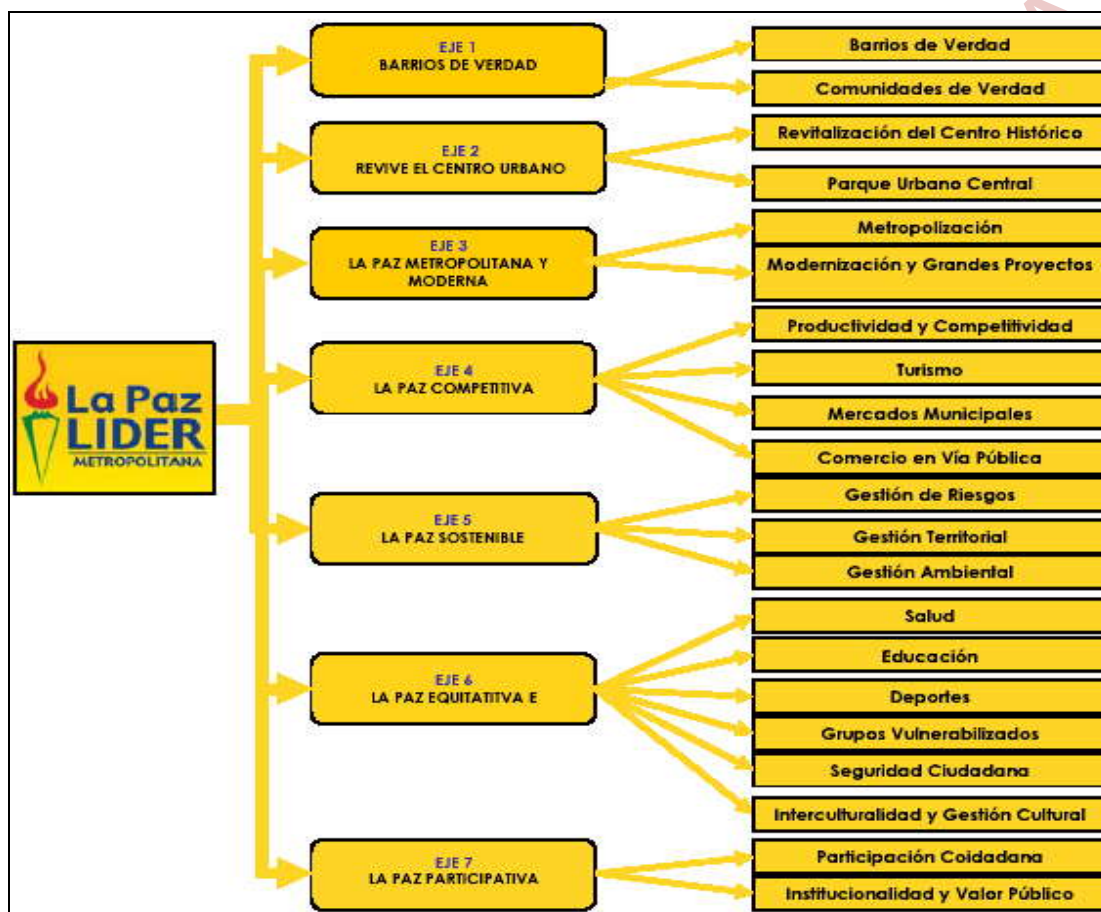 EJE 1
BARRIOS DE VERDAD
Barrios de Verdad
Comunidades de Verdad
EJE 2
REVIVE EL CENTRO URBANO
Revitalización del Centro Histórico
Parque Urbano Central
EJE 3
LA PAZ METROPOLITANA Y
MODERNA
Metropolización
Modernización y Grandes Proyectos
La Paz
LIDER
METROPOLITANA
EJE 4
LA PAZ COMPETITIVA
Productividad y Competitividad
Turismo
Mercados Municipales
Comercio en Vía Pública
EJE 5
LA PAZ SOSTENIBLE
Gestión de Riesgos
Gestión Territorial
Gestión Ambiental
EJE 6
LA PAZ EQUITATITVA E
Salud
Educación
Deportes
Grupos Vulnerabilizados
Seguridad Ciudadana
Interculturalidad y Gestión Cultural
EJE 7
LA PAZ PARTICIPATIVA
Participación Coidadana
Institucionalidad y Valor Público